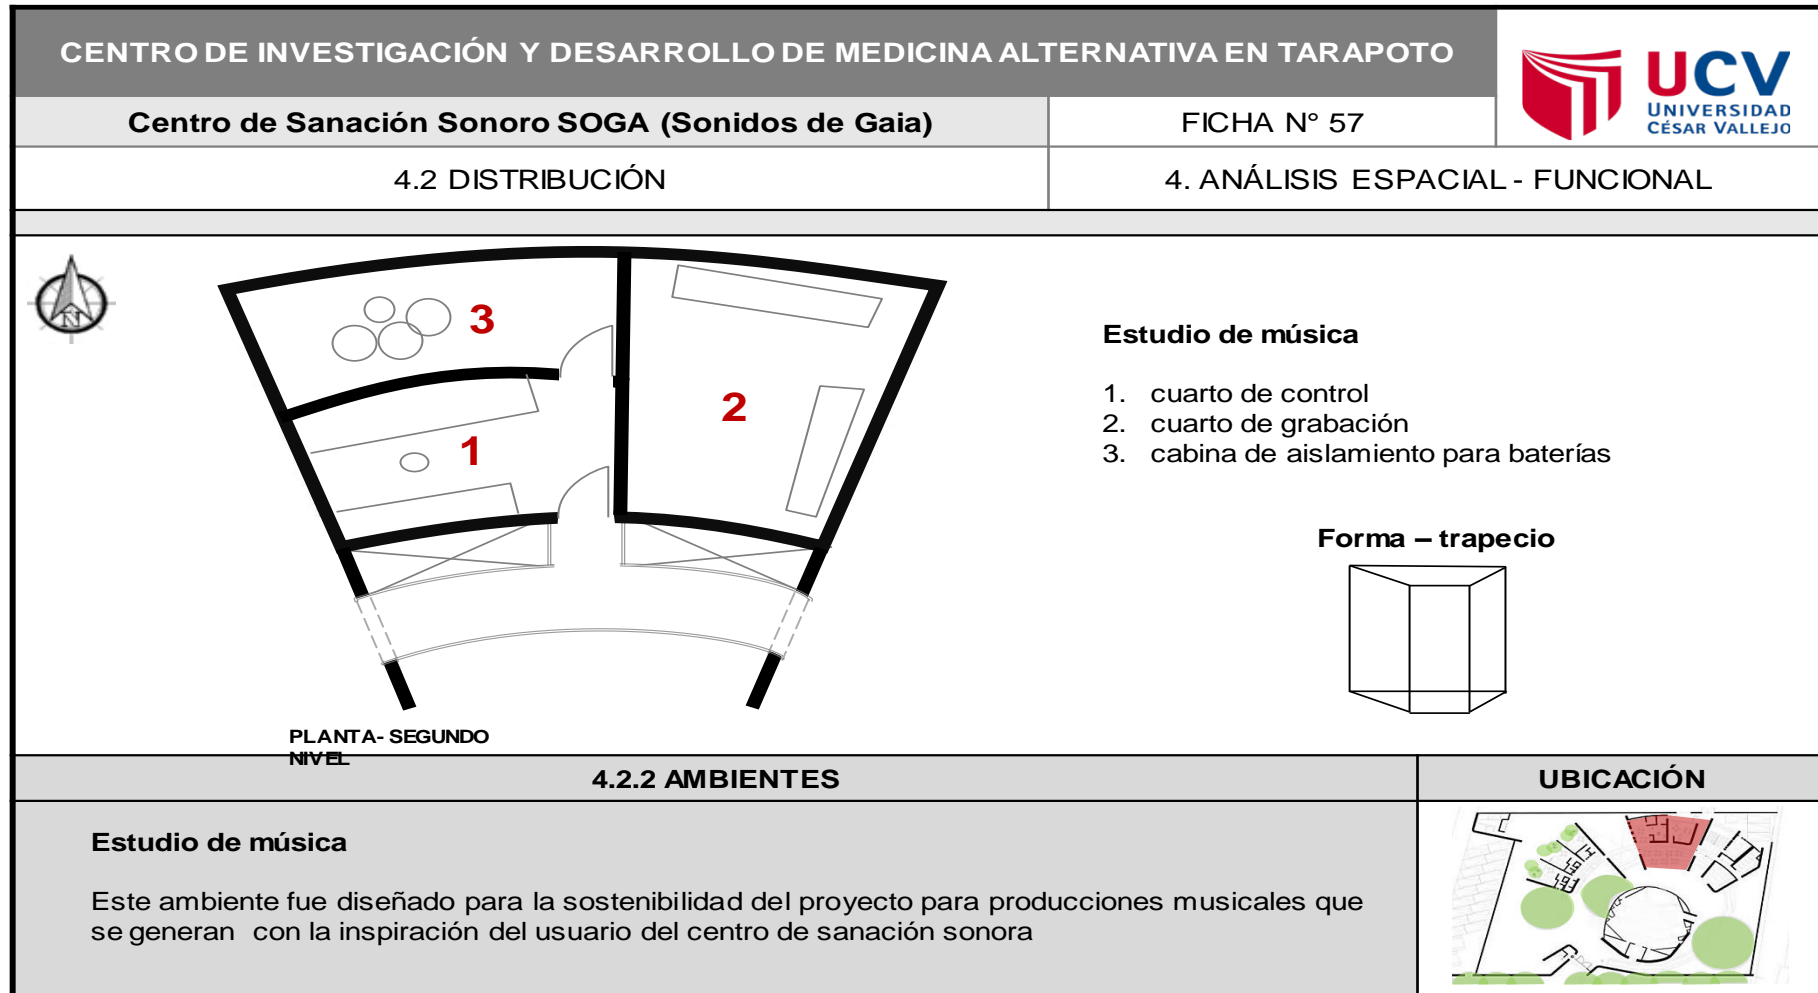 CENTRO DE INVESTIGACIÓN Y DESARROLLO DE MEDICINA ALTERNATIVA EN TARAPOTO
UCV
UNIVERSIDAD
CÉSAR VALLEJO
Centro de Sanación Sonoro SOGA (Sonidos de Gaia)
FICHA N° 57
4.2 DISTRIBUCIÓN
4. ANÁLISIS ESPACIAL - FUNCIONAL
N
3
2
1
Estudio de música
1. cuarto de control
2. cuarto de grabación
3. cabina de aislamiento para baterías
Forma – trapecio
PLANTA- SEGUNDO
NIVEL
4.2.2 AMBIENTES
UBICACIÓN
Estudio de música
Este ambiente fue diseñado para la sostenibilidad del proyecto para producciones musicales que
se generan con la inspiración del usuario del centro de sanación sonora